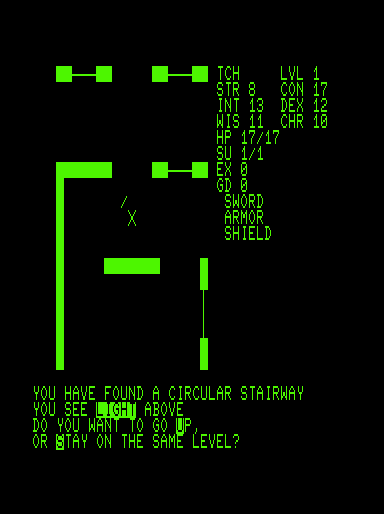 TCH LVL 1
STR 8 CON 17
INT 13 DEX 12
WIS 11 CHR 10
HP 17/17
SU 1/1
EX 0
GD 0
SWORD
ARMOR
SHIELD
/
X
YOU HAVE FOUND A CIRCULAR STAIRWAY
YOU SEE LIGHT ABOVE
DO YOU WANT TO GO UP,
OR STAY ON THE SAME LEVEL?